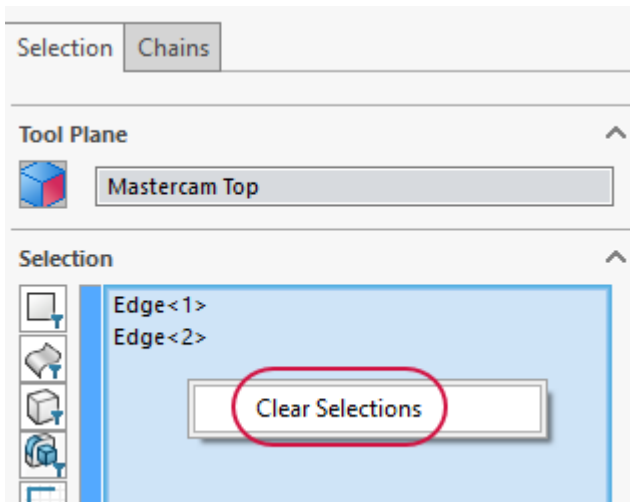 Selection Chains
Tool Plane
Mastercam Top
Selection
Edge<1>
Edge<2>
Clear Selections